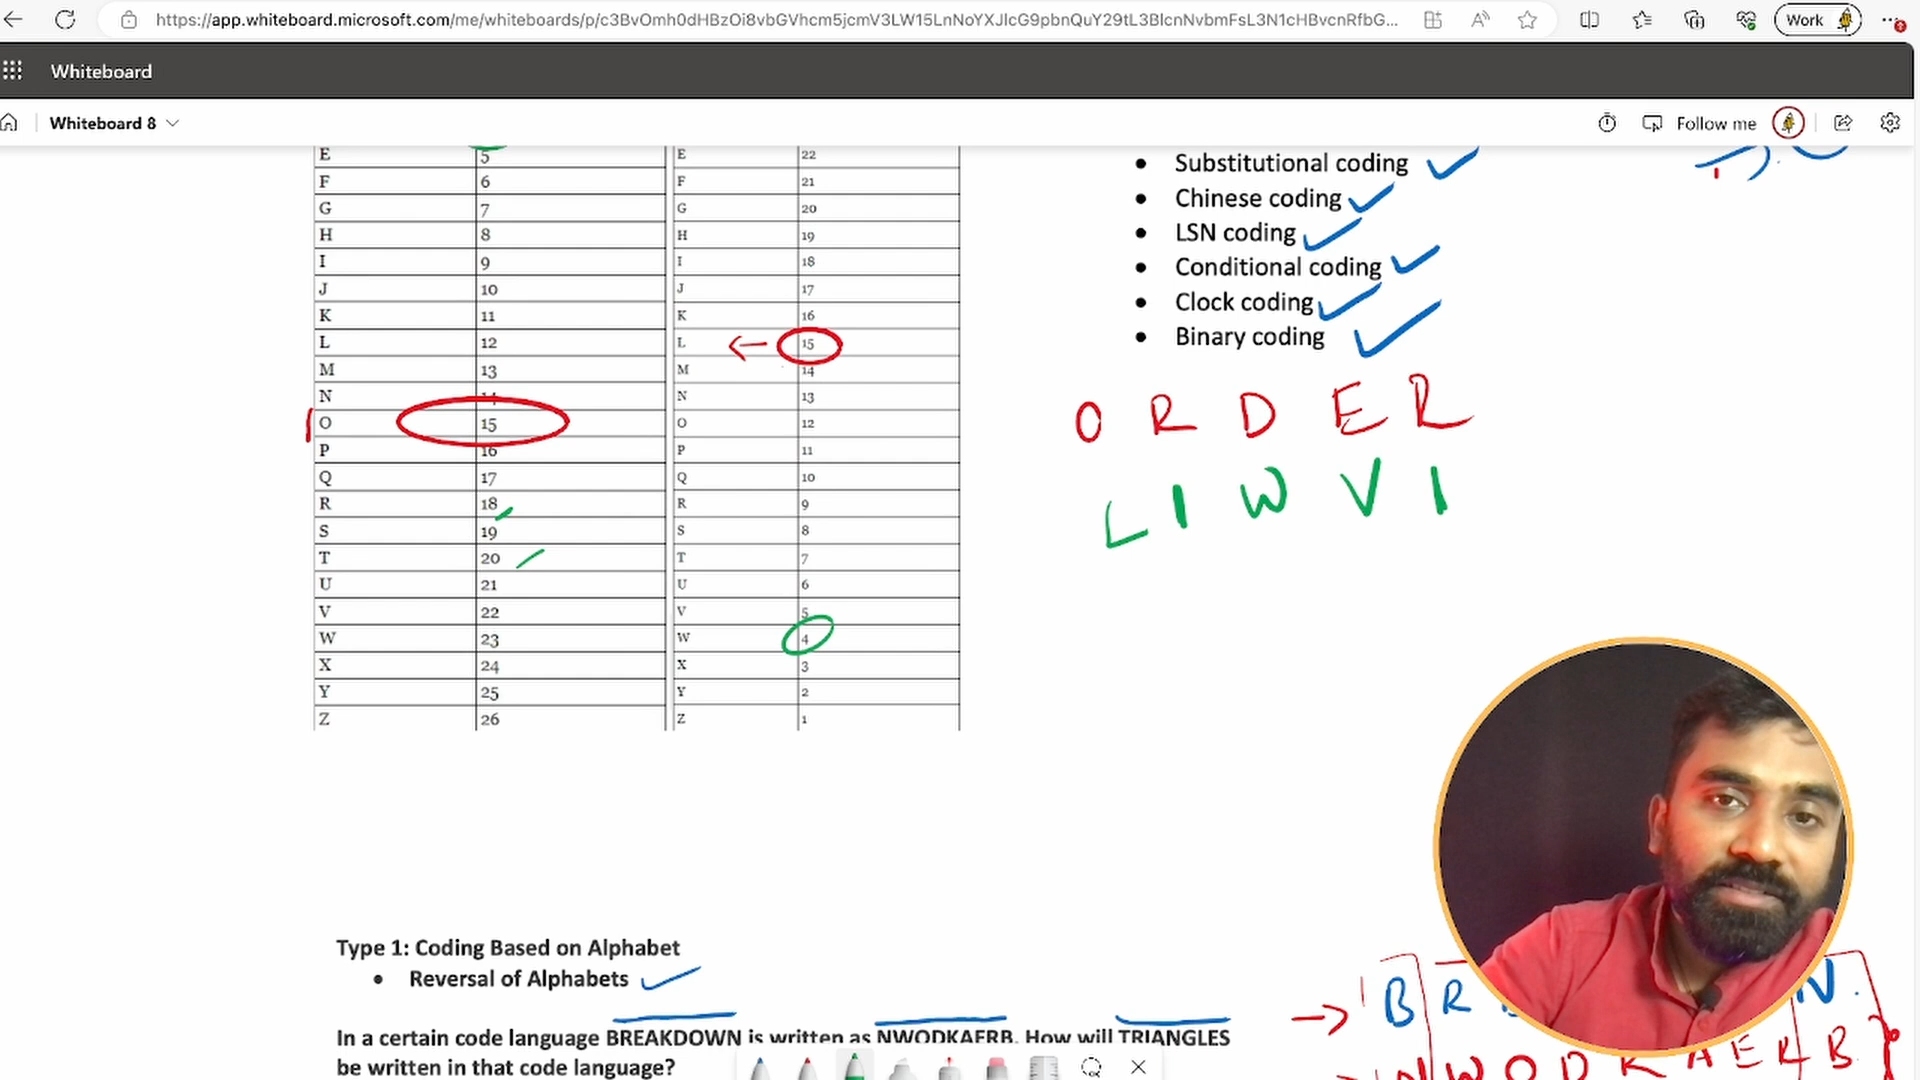 https://app.whiteboard.microsoft.com/me/whiteboards/p/c3BvOmh0dHBzOi8vbGVhcm5jcmV3LW15LnNoYXJlcG9pbnQuY29tL3BlcnNvbmFsL3N1cHBvcnRfbG... Work
Whiteboard
Whiteboard 8 Follow me
E 5 E 22
F 6 F 21
G 7 G 20
H 8 H 19
I 9 I 18
J 10 J 17
K 11 K 16
L 12 L 15
M 13 M 14
N 14 N 13
O 15 O 12
P 16 P 11
Q 17 Q 10
R 18 R 9
S 19 S 8
T 20 T 7
U 21 U 6
V 22 V 5
W 23 W 4
X 24 X 3
Y 25 Y 2
Z 26 Z 1
• Substitutional coding
• Chinese coding
• LSN coding
• Conditional coding
• Clock coding
• Binary coding
O R D E R
L I W V I
Type 1: Coding Based on Alphabet
• Reversal of Alphabets
In a certain code language BREAKDOWN is written as NWODKAERB. How will TRIANGLES
be written in that code language?
B R N
N W O D K A E R B